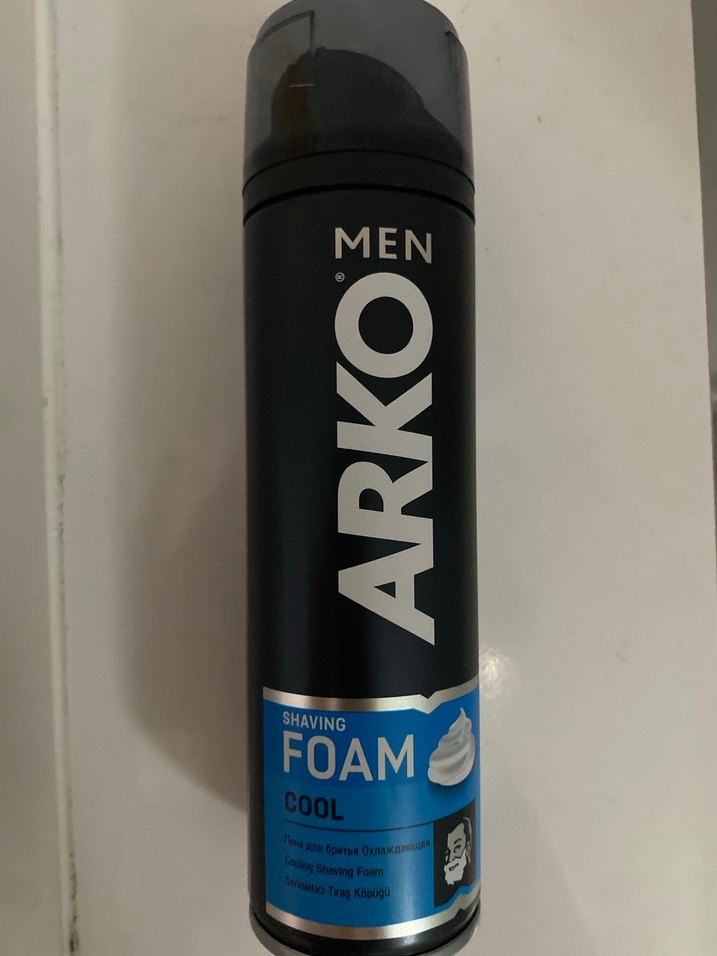 MEN
ARKO®
SHAVING
FOAM
COOL
Пена для бритья Охлаждающая
Cooling Shaving Foam
Serinletici Tıraş Köpüğü